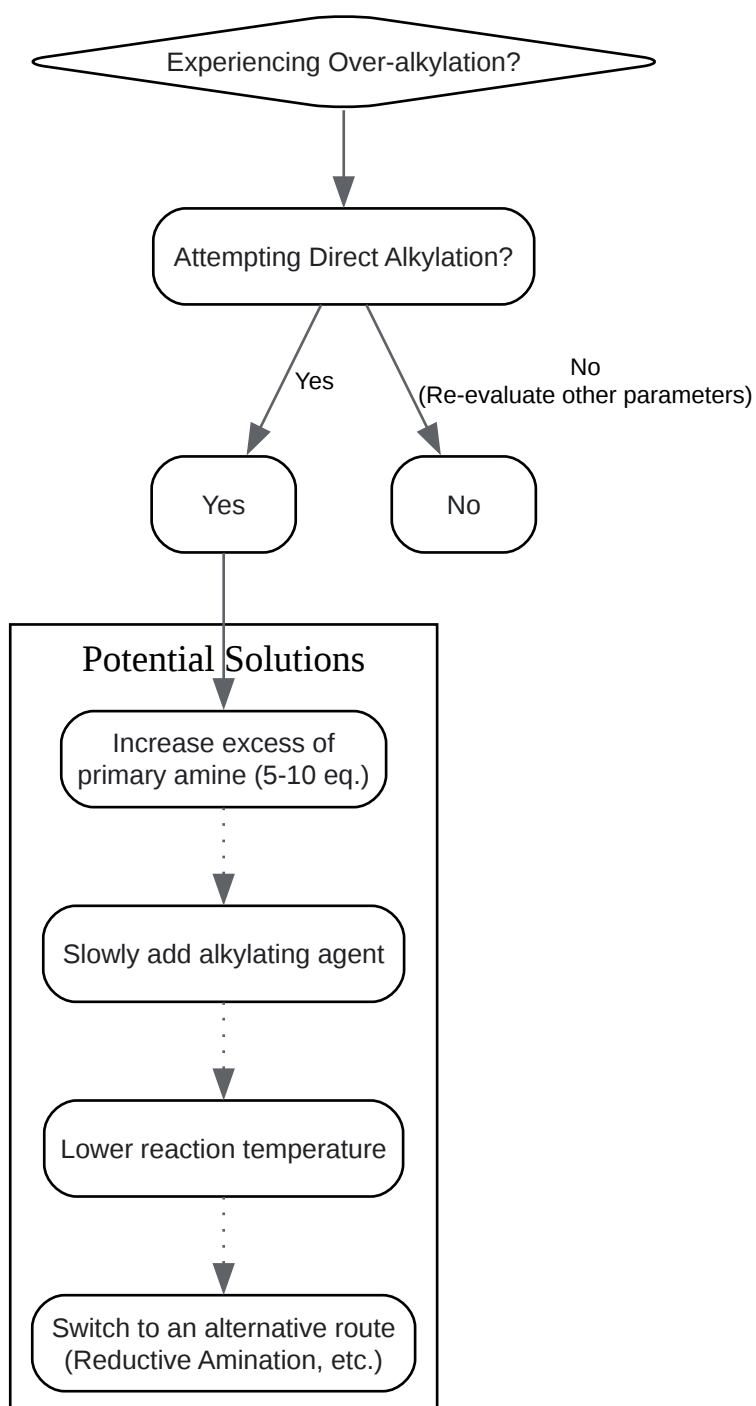 Experiencing Over-alkylation?
Attempting Direct Alkylation?
Yes
No
(Re-evaluate other parameters)
Yes
No
Potential Solutions
Increase excess of
primary amine (5-10 eq.)
Slowly add alkylating agent
Lower reaction temperature
Switch to an alternative route
(Reductive Amination, etc.)